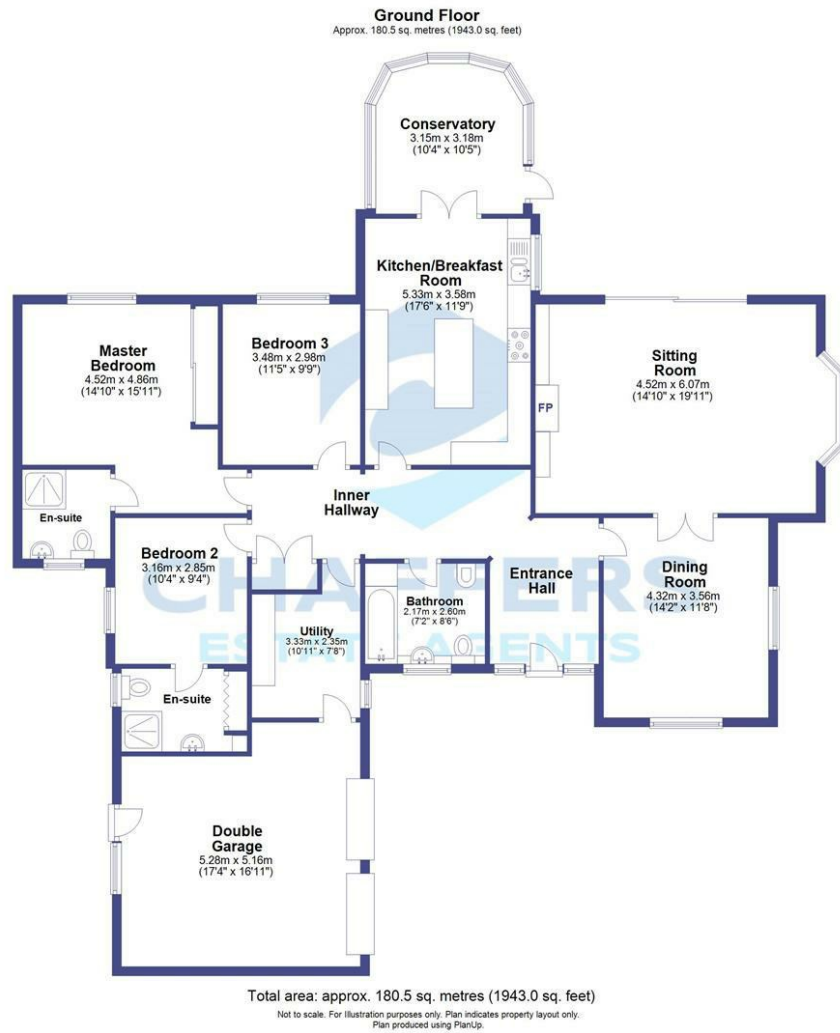 Ground Floor
Approx. 180.5 sq. metres (1943.0 sq. feet)
Conservatory
3.15m x 3.18m
(10'4" x 10'5")
Kitchen/Breakfast
Room
5.33m x 3.58m
(17'6" x 11'9")
Master
Bedroom
4.52m x 4.86m
(14'10" x 15'11")
Bedroom 3
3.48m x 2.98m
(11'5" x 9'9")
Sitting
Room
4.52m x 6.07m
(14'10" x 19'11")
FP
En-suite
Inner
Hallway
Bedroom 2
3.16m x 2.85m
(10'4" x 9'4")
Entrance
Hall
Dining
Room
4.32m x 3.56m
(14'2" x 11'8")
Bathroom
2.17m x 2.60m
(7'2" x 8'6")
Utility
3.33m x 2.35m
(10'11" x 7'8")
CHAFFERS
ESTATE AGENTS
En-suite
Double
Garage
5.28m x 5.16m
(17'4" x 16'11")
Total area: approx. 180.5 sq. metres (1943.0 sq. feet)
Not to scale. For Illustration purposes only. Plan indicates property layout only.
Plan produced using PlanUp.